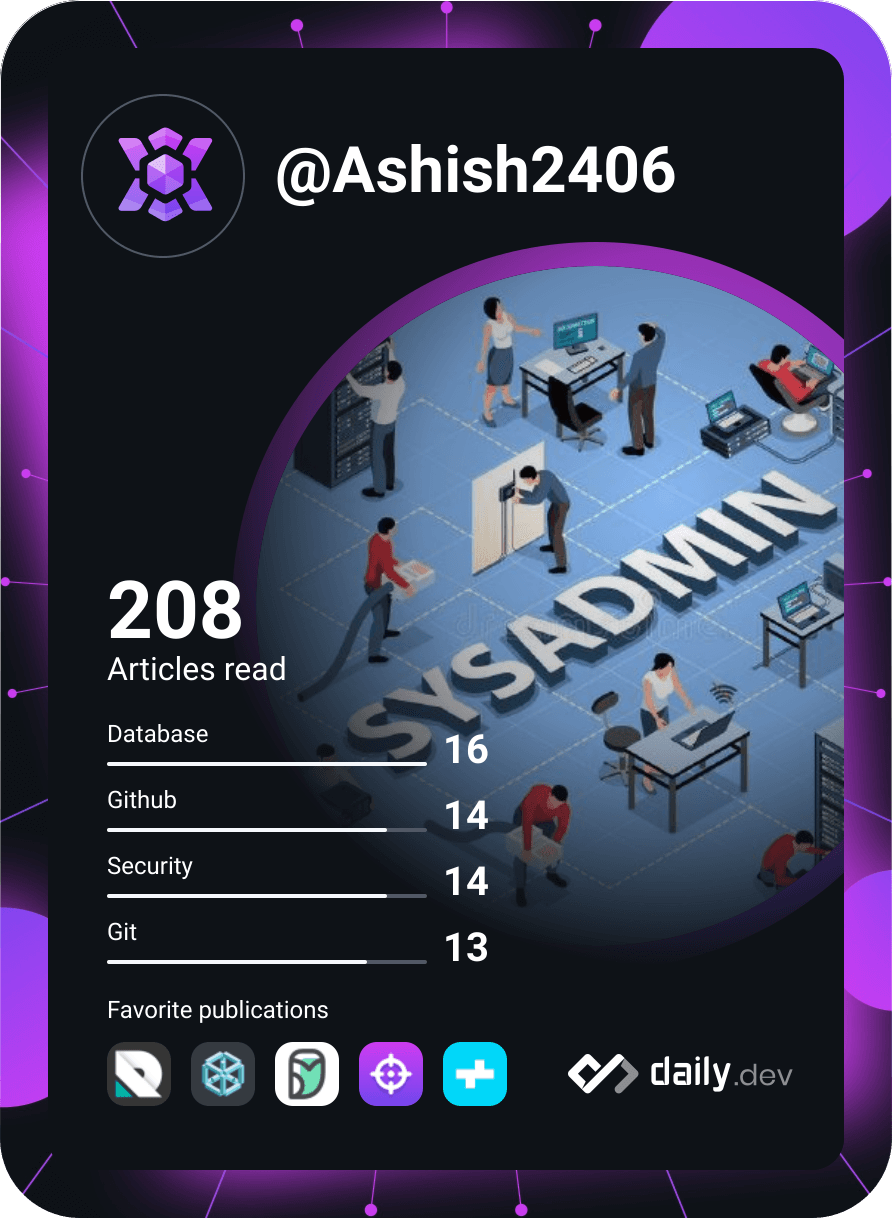 @Ashish2406
SYSADMIN
208
Articles read
Database
16
Github
14
Security
14
Git
13
Favorite publications
daily.dev